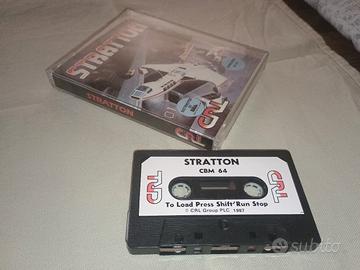 STRATTON
STRATTON
CRL
CRL
STRATTON
CBM 64
CRL
CRL
To Load Press Shift'Run Stop
© CRL Group PLC 1987
subito